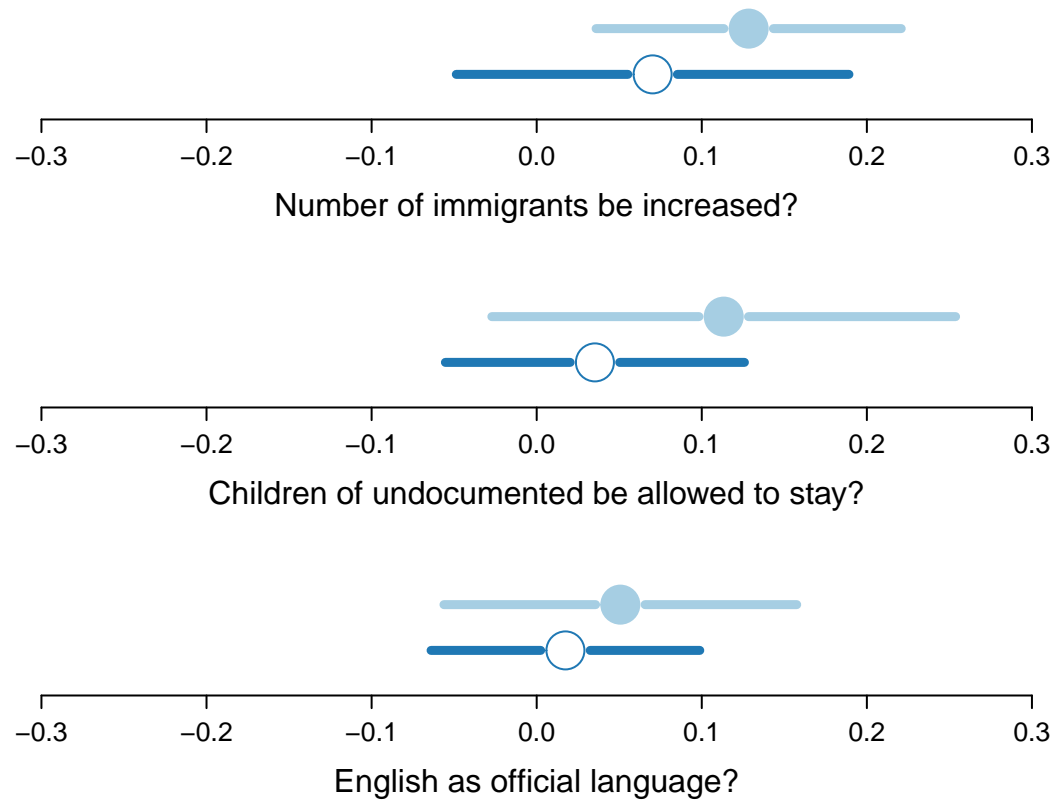 −0.3 −0.2 −0.1 0.0 0.1 0.2 0.3
Number of immigrants be increased?
−0.3 −0.2 −0.1 0.0 0.1 0.2 0.3
Children of undocumented be allowed to stay?
−0.3 −0.2 −0.1 0.0 0.1 0.2 0.3
English as official language?